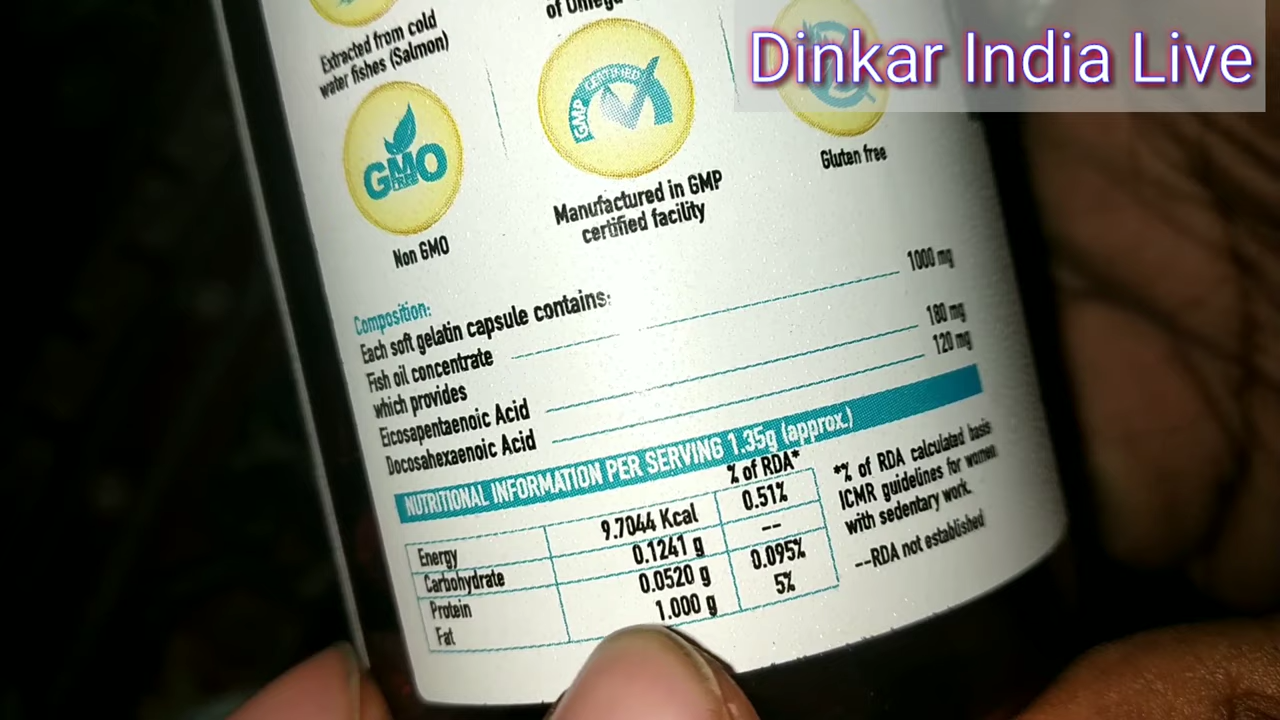 Dinkar India Live
of Omega
Extracted from cold
water fishes (Salmon)
GMP CERTIFIED
GMO
FREE
Gluten free
Manufactured in GMP
certified facility
Non GMO
Composition:
Each soft gelatin capsule contains:
Fish oil concentrate 1000 mg
which provides
Eicosapentaenoic Acid 180 mg
Docosahexaenoic Acid 120 mg
NUTRITIONAL INFORMATION PER SERVING 1.35g (approx.)
% of RDA*
Energy 9.7044 Kcal 0.51%
Carbohydrate 0.1241 g --
Protein 0.0520 g 0.095%
Fat 1.000 g 5%
*% of RDA calculated basis
ICMR guidelines for women
with sedentary work.
--RDA not established